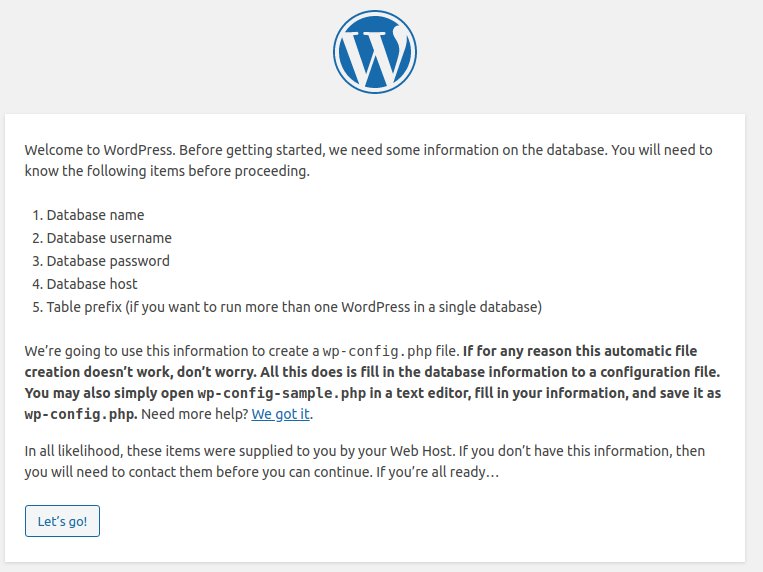 Welcome to WordPress. Before getting started, we need some information on the database. You will need to
know the following items before proceeding.
1. Database name
2. Database username
3. Database password
4. Database host
5. Table prefix (if you want to run more than one WordPress in a single database)
We’re going to use this information to create a wp-config.php file. If for any reason this automatic file
creation doesn’t work, don’t worry. All this does is fill in the database information to a configuration file.
You may also simply open wp-config-sample.php in a text editor, fill in your information, and save it as
wp-config.php. Need more help? We got it.
In all likelihood, these items were supplied to you by your Web Host. If you don’t have this information, then
you will need to contact them before you can continue. If you’re all ready…
Let’s go!